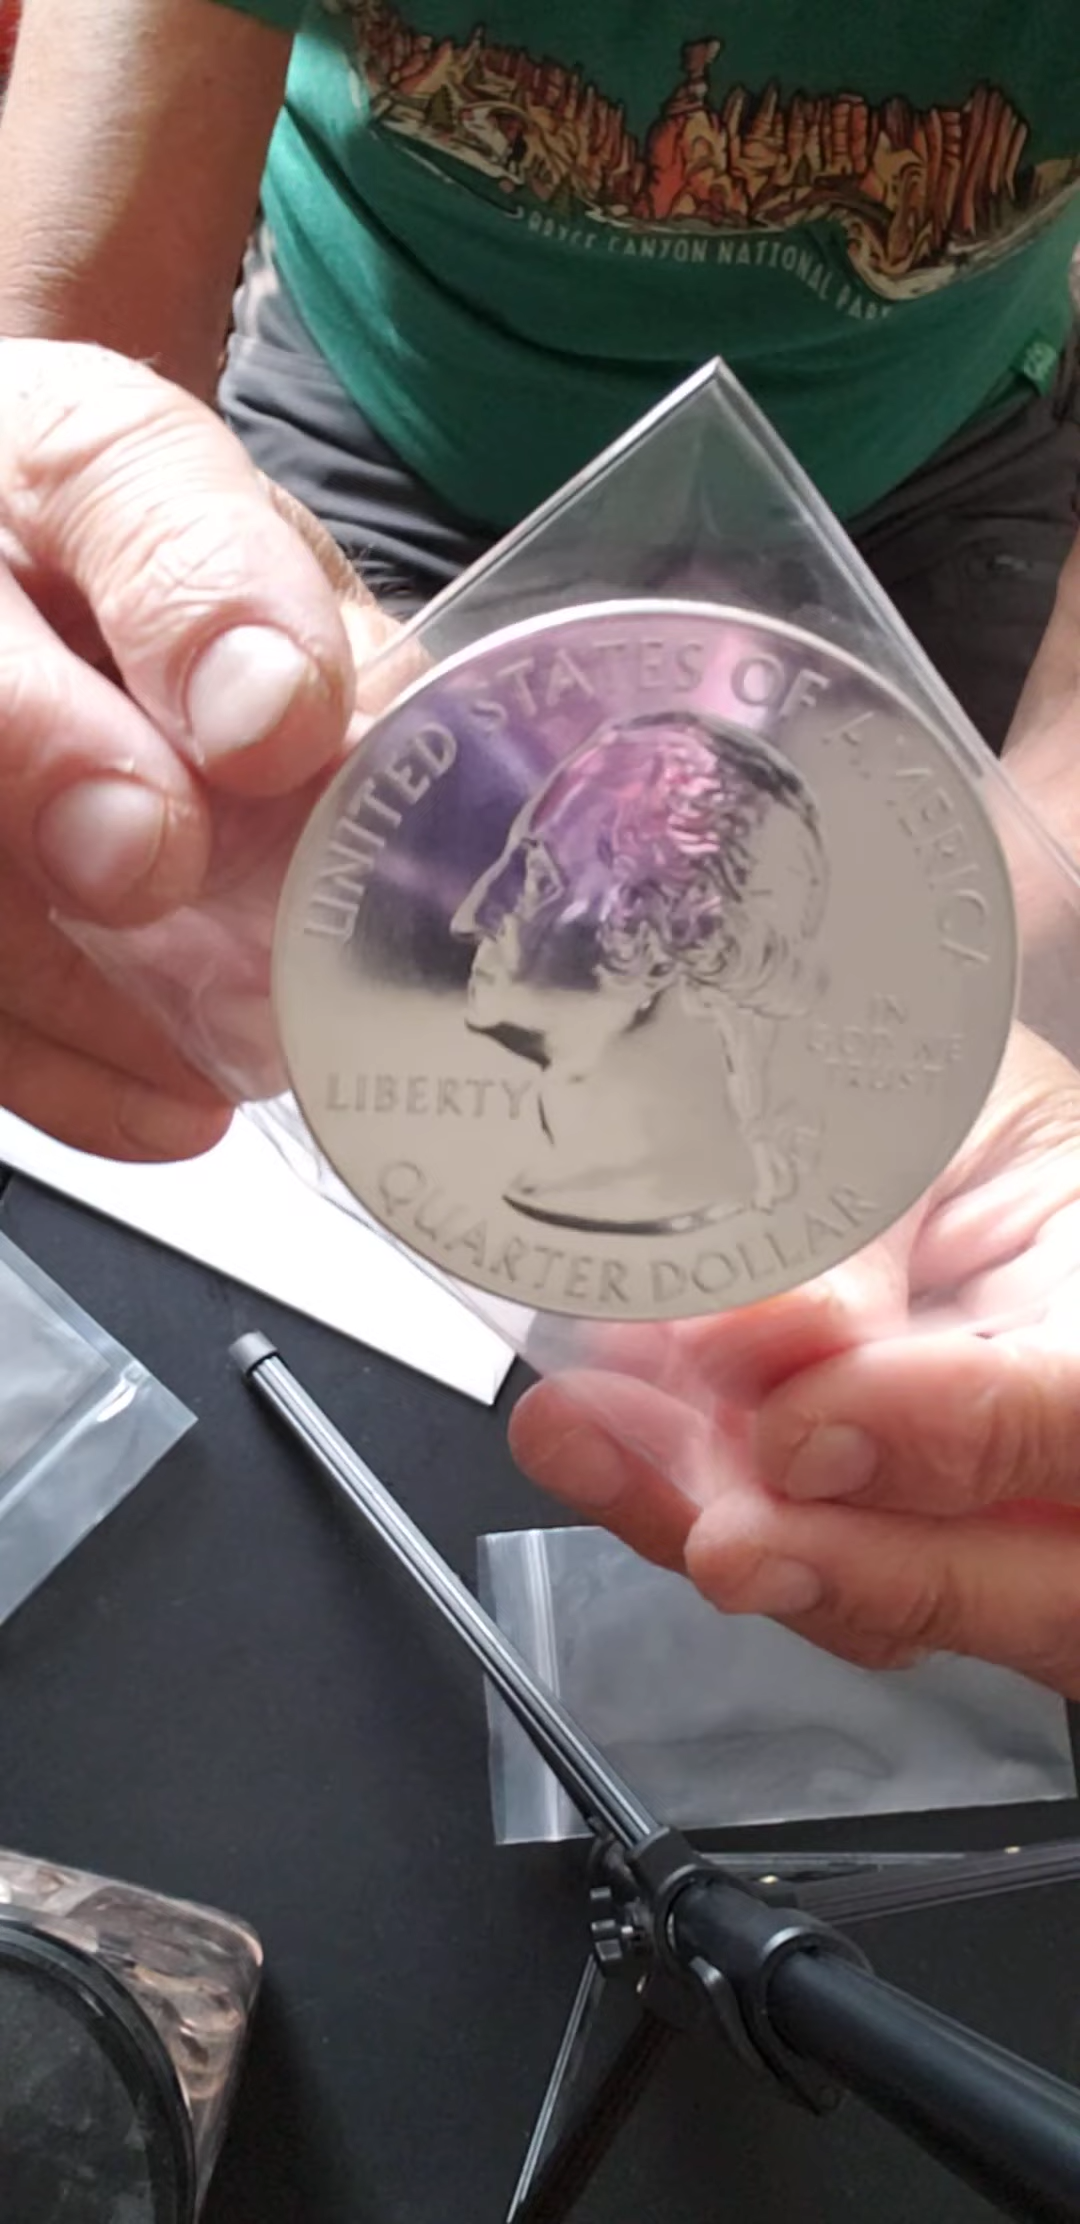 BRYCE CANYON NATIONAL PARK
UNITED STATES OF AMERICA
IN
GOD WE
TRUST
LIBERTY
QUARTER DOLLAR